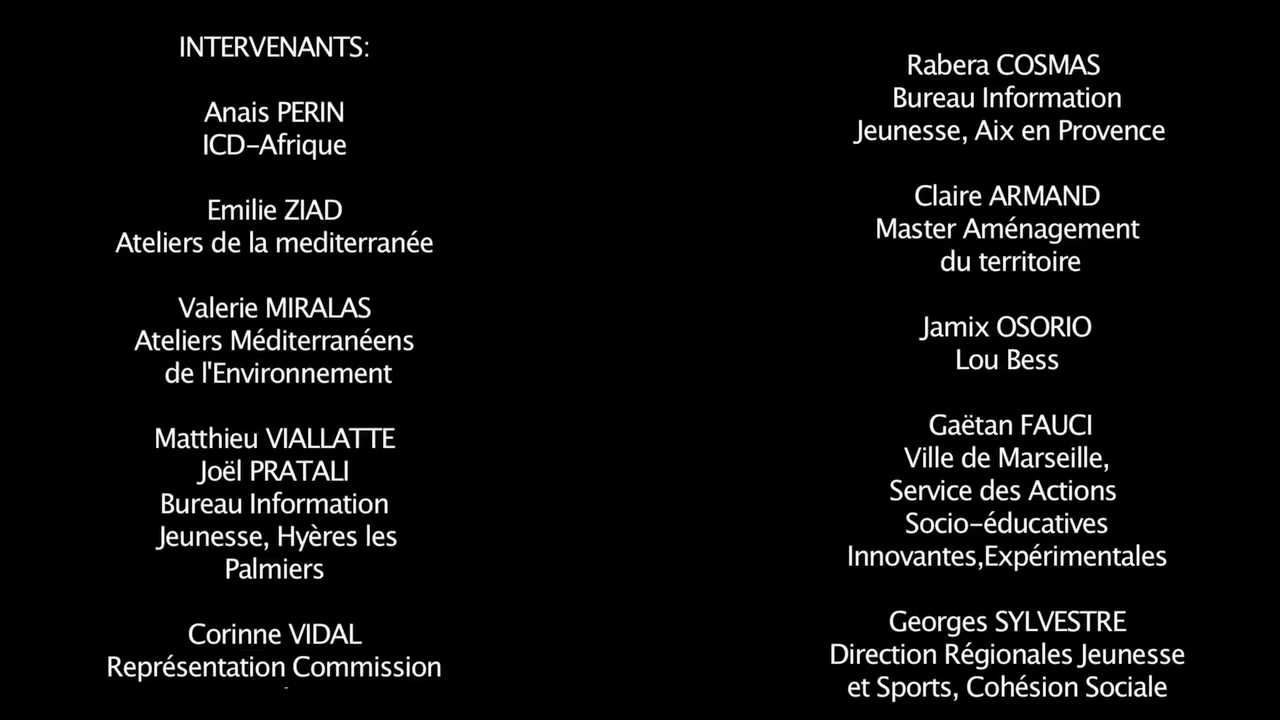 INTERVENANTS:
Anais PERIN
ICD-Afrique
Emilie ZIAD
Ateliers de la mediterranée
Valerie MIRALAS
Ateliers Méditerranéens
de l'Environnement
Matthieu VIALLATTE
Joël PRATALI
Bureau Information
Jeunesse, Hyères les
Palmiers
Corinne VIDAL
Représentation Commission
Rabera COSMAS
Bureau Information
Jeunesse, Aix en Provence
Claire ARMAND
Master Aménagement
du territoire
Jamix OSORIO
Lou Bess
Gaëtan FAUCI
Ville de Marseille,
Service des Actions
Socio-éducatives
Innovantes,Expérimentales
Georges SYLVESTRE
Direction Régionales Jeunesse
et Sports, Cohésion Sociale